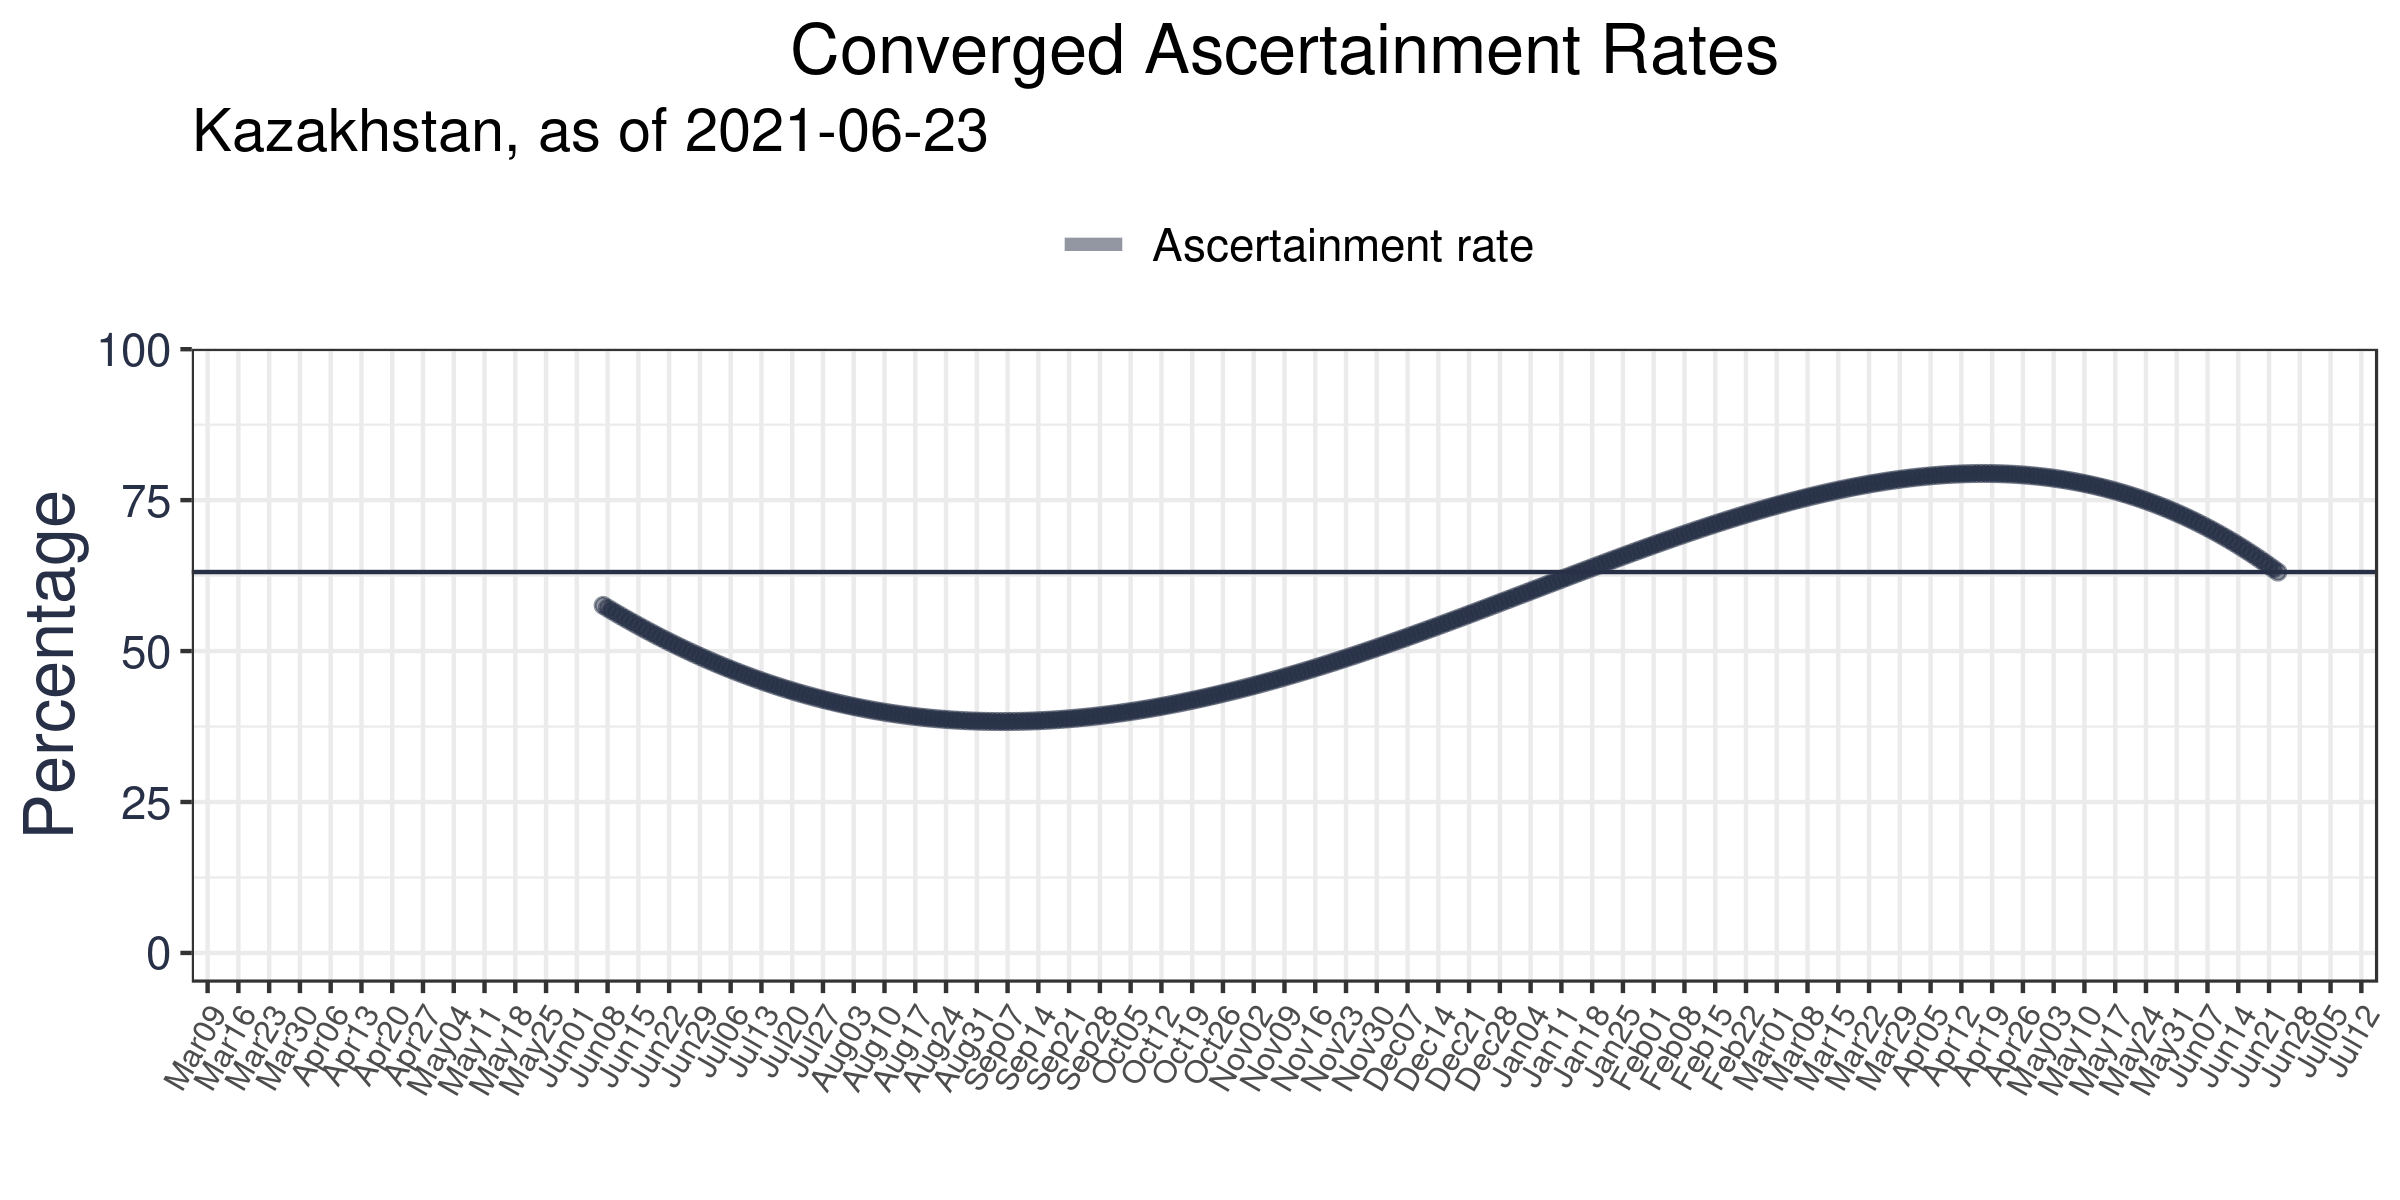 Converged Ascertainment Rates
Kazakhstan, as of 2021-06-23
Ascertainment rate
Percentage
100
75
50
25
0
Mar09 Mar16 Mar23 Mar30 Apr06 Apr13 Apr20 Apr27 May04 May11 May18 May25 Jun01 Jun08 Jun15 Jun22 Jun29 Jul06 Jul13 Jul20 Jul27 Aug03 Aug10 Aug17 Aug24 Aug31 Sep07 Sep14 Sep21 Sep28 Oct05 Oct12 Oct19 Oct26 Nov02 Nov09 Nov16 Nov23 Nov30 Dec07 Dec14 Dec21 Dec28 Jan04 Jan11 Jan18 Jan25 Feb01 Feb08 Feb15 Feb22 Mar01 Mar08 Mar15 Mar22 Mar29 Apr05 Apr12 Apr19 Apr26 May03 May10 May17 May24 May31 Jun07 Jun14 Jun21 Jun28 Jul05 Jul12